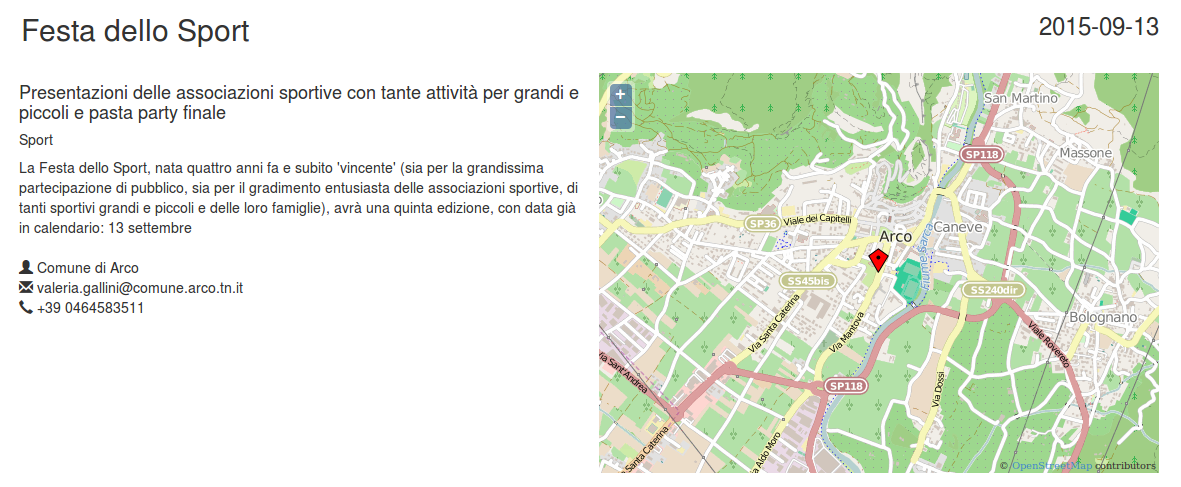 Festa dello Sport
2015-09-13
Presentazioni delle associazioni sportive con tante attività per grandi e
piccoli e pasta party finale
Sport
La Festa dello Sport, nata quattro anni fa e subito 'vincente' (sia per la grandissima
partecipazione di pubblico, sia per il gradimento entusiasta delle associazioni sportive, di
tanti sportivi grandi e piccoli e delle loro famiglie), avrà una quinta edizione, con data già
in calendario: 13 settembre
Comune di Arco
valeria.gallini@comune.arco.tn.it
+39 0464583511
+
−
San Martino
SP118
Massone
SP36
Viale dei Capitelli
Arco
Caneve
Fiume Sarca
SS45bis
SS240dir
Via Santa Caterina
Via Mantova
Bolognano
Viale Rovereto
Via Sant'Andrea
SP118
Via Dossi
Santa Caterina
Via Aldo Moro
© OpenStreetMap contributors